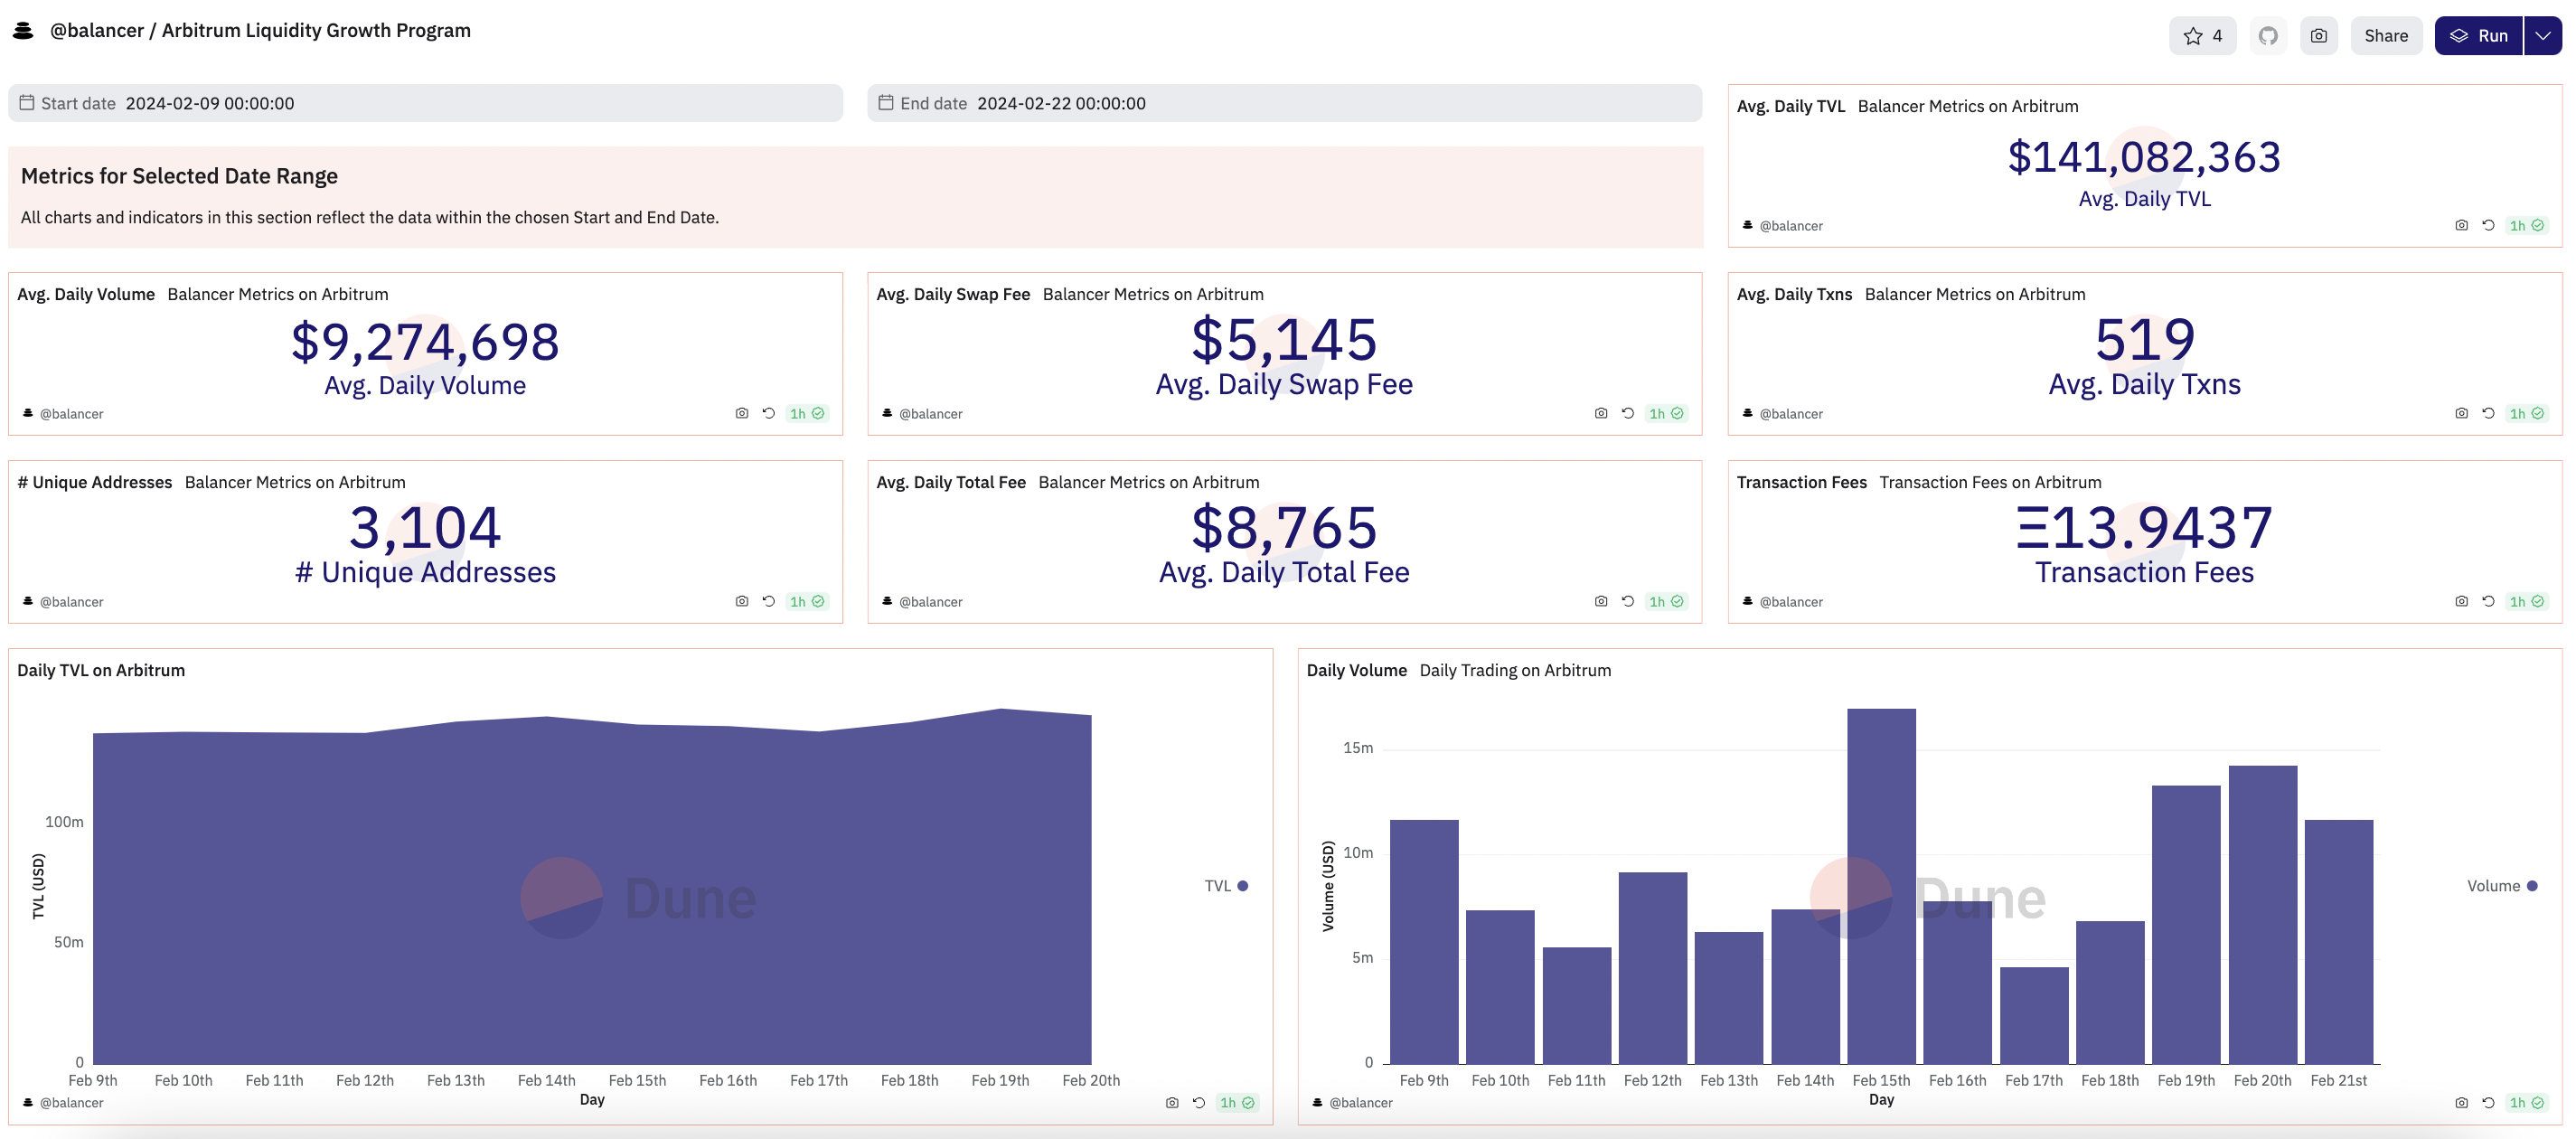 @balancer / Arbitrum Liquidity Growth Program
4
Share
Run
Start date 2024-02-09 00:00:00
End date 2024-02-22 00:00:00
Metrics for Selected Date Range
All charts and indicators in this section reflect the data within the chosen Start and End Date.
Avg. Daily TVL Balancer Metrics on Arbitrum
$141,082,363
Avg. Daily TVL
@balancer
1h
Avg. Daily Volume Balancer Metrics on Arbitrum
$9,274,698
Avg. Daily Volume
@balancer
1h
Avg. Daily Swap Fee Balancer Metrics on Arbitrum
$5,145
Avg. Daily Swap Fee
@balancer
1h
Avg. Daily Txns Balancer Metrics on Arbitrum
519
Avg. Daily Txns
@balancer
1h
# Unique Addresses Balancer Metrics on Arbitrum
3,104
# Unique Addresses
@balancer
1h
Avg. Daily Total Fee Balancer Metrics on Arbitrum
$8,765
Avg. Daily Total Fee
@balancer
1h
Transaction Fees Transaction Fees on Arbitrum
Ξ13.9437
Transaction Fees
@balancer
1h
Daily TVL on Arbitrum
100m
50m
0
TVL (USD)
Dune
TVL
Feb 9th Feb 10th Feb 11th Feb 12th Feb 13th Feb 14th Feb 15th Feb 16th Feb 17th Feb 18th Feb 19th Feb 20th
Day
@balancer
1h
Daily Volume Daily Trading on Arbitrum
15m
10m
5m
0
Volume (USD)
Dune
Volume
Feb 9th Feb 10th Feb 11th Feb 12th Feb 13th Feb 14th Feb 15th Feb 16th Feb 17th Feb 18th Feb 19th Feb 20th Feb 21st
Day
@balancer
1h